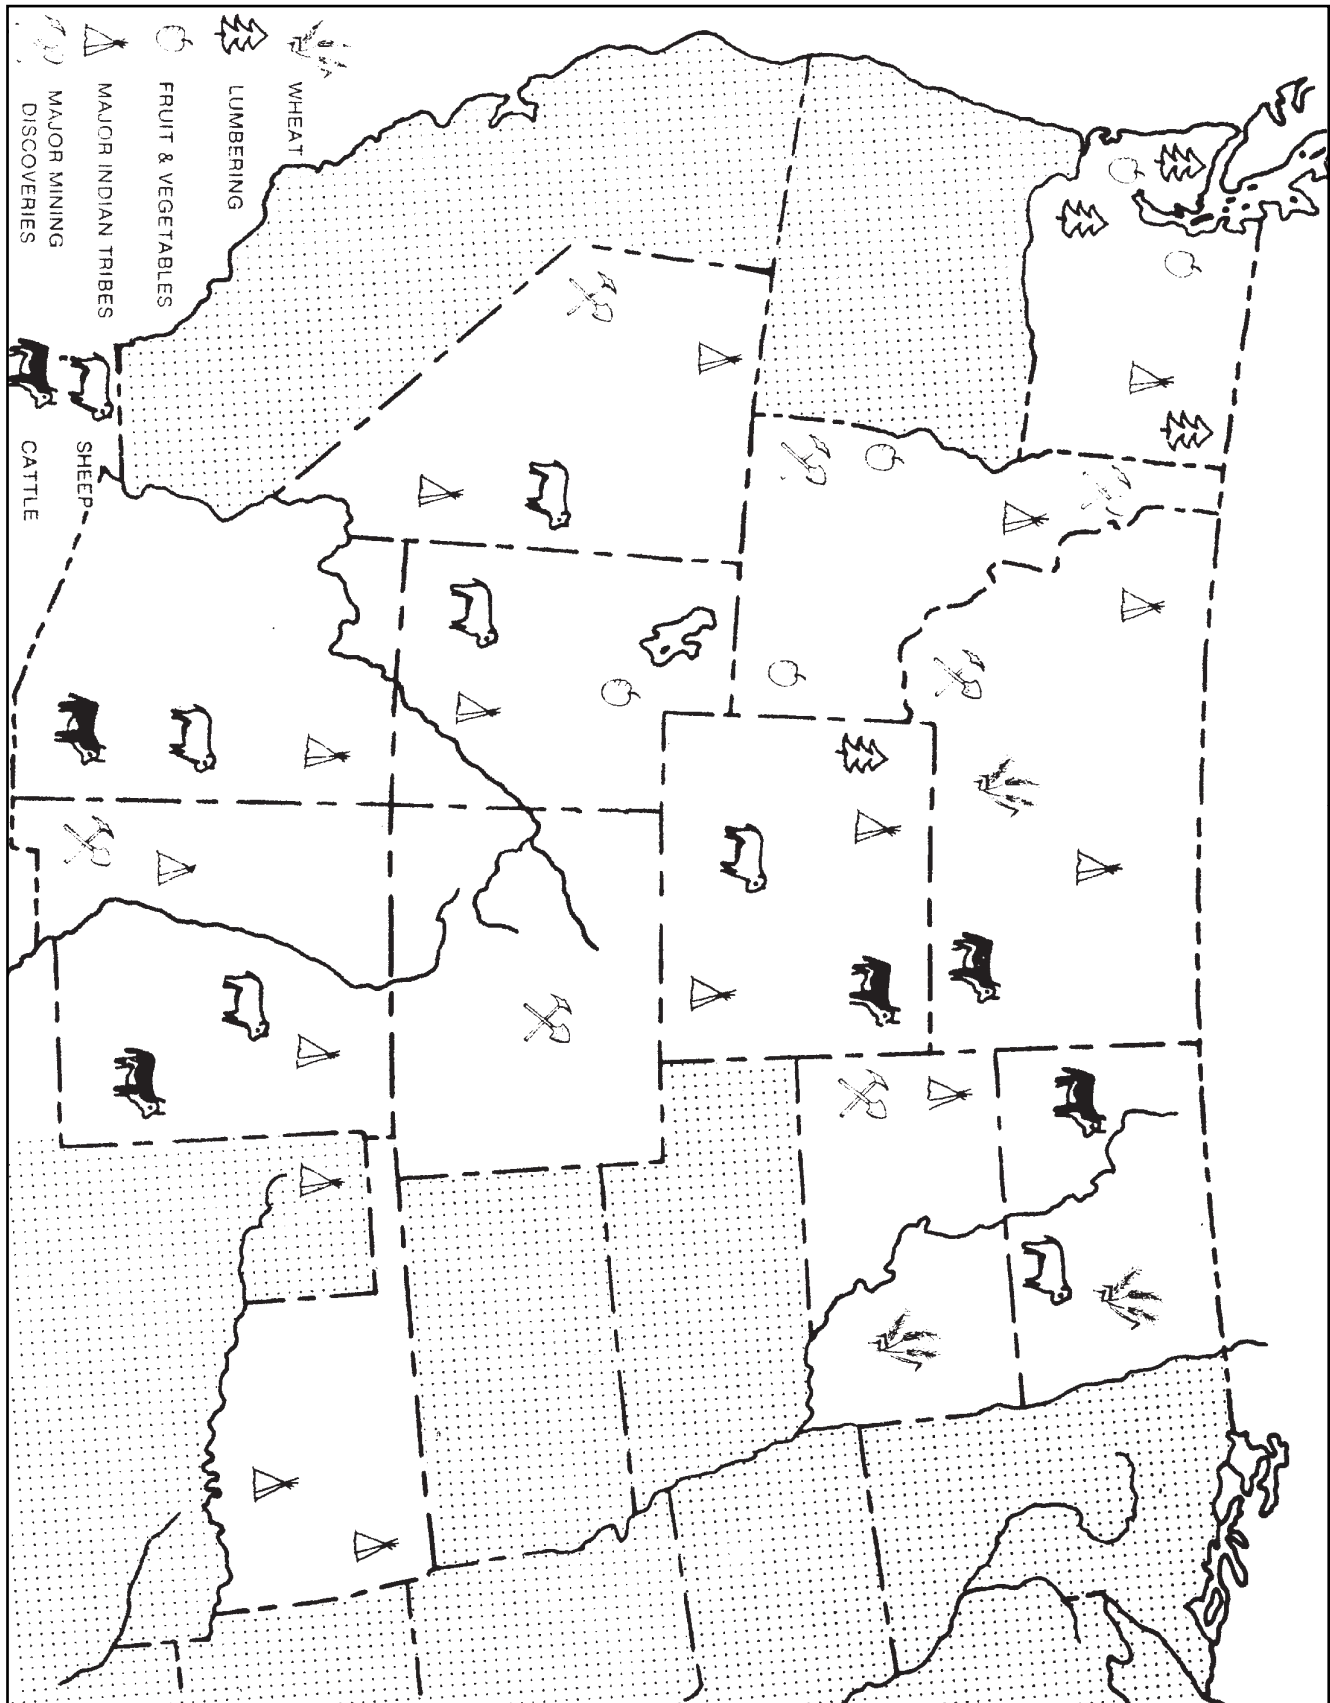 WHEAT
LUMBERING
FRUIT & VEGETABLES
MAJOR INDIAN TRIBES
MAJOR MINING
DISCOVERIES
SHEEP
CATTLE